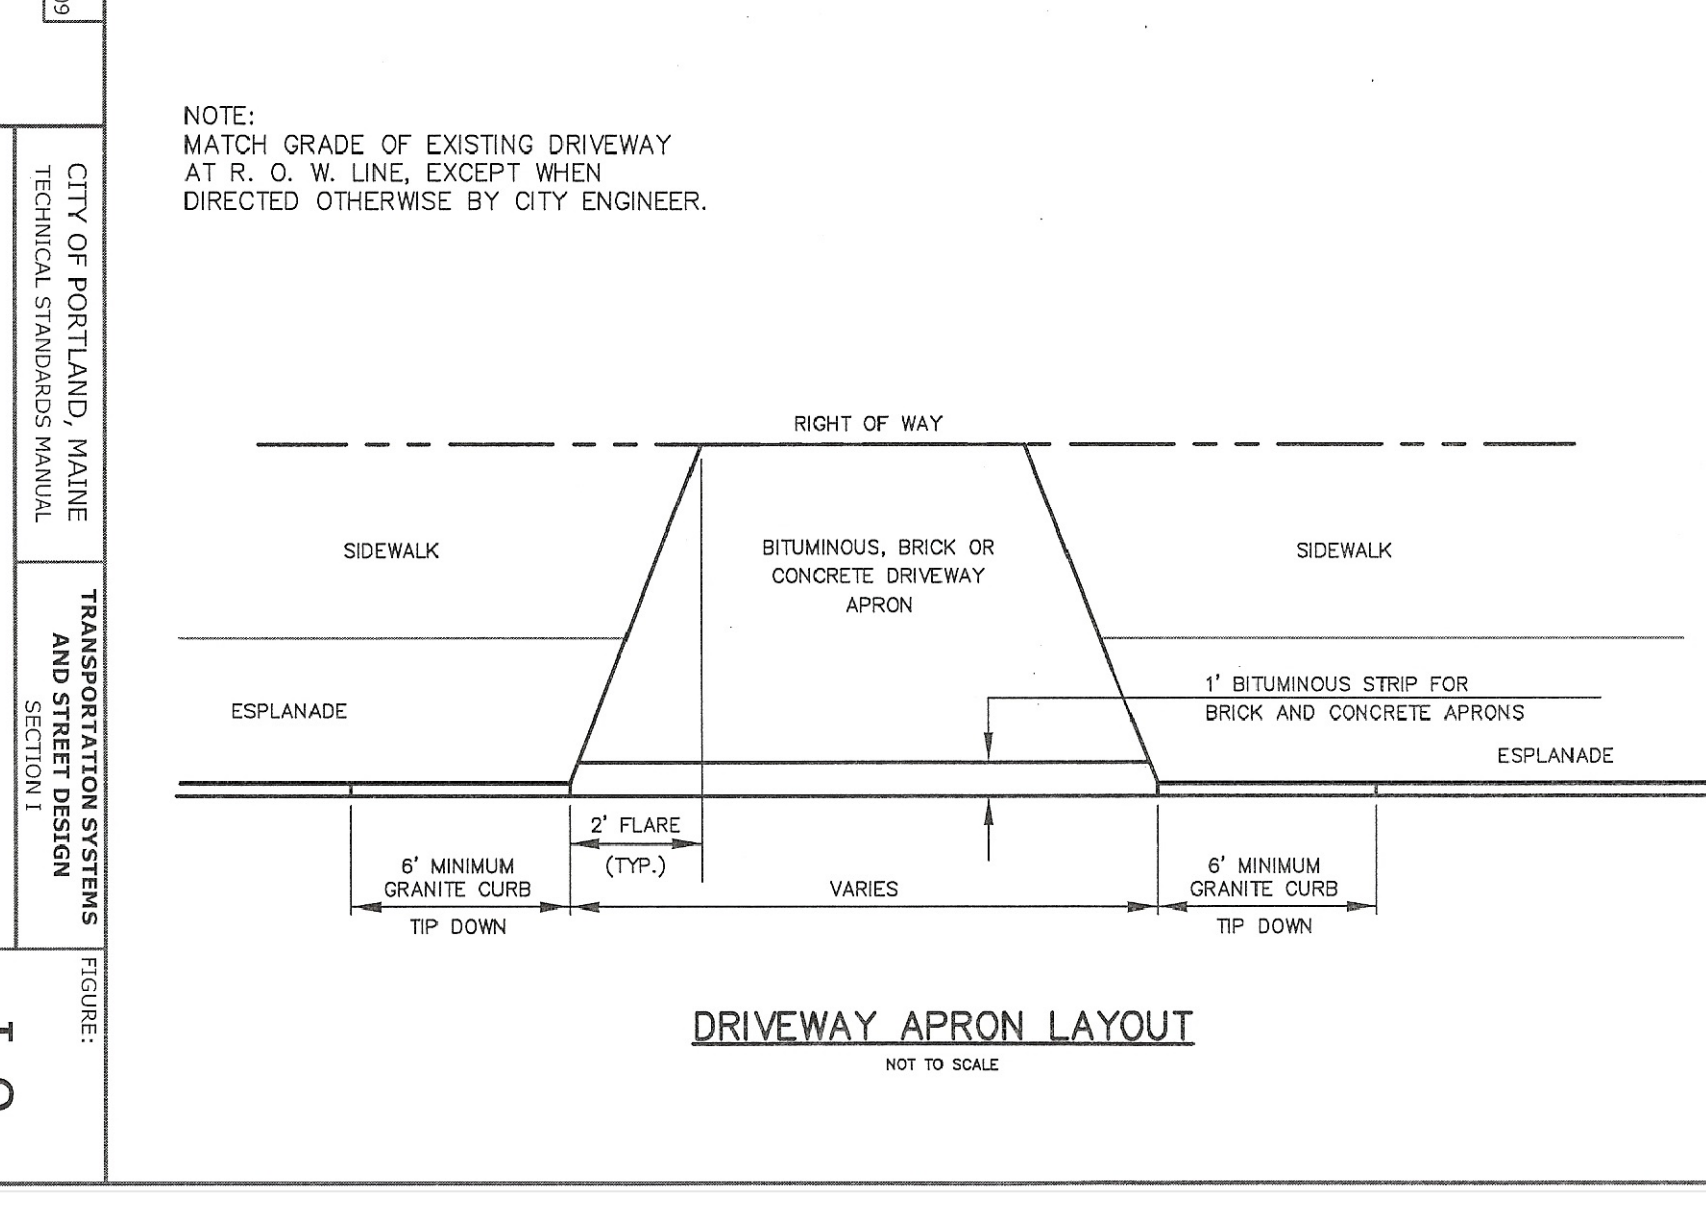 NOTE:
MATCH GRADE OF EXISTING DRIVEWAY
AT R. O. W. LINE, EXCEPT WHEN
DIRECTED OTHERWISE BY CITY ENGINEER.
RIGHT OF WAY
SIDEWALK
BITUMINOUS, BRICK OR
CONCRETE DRIVEWAY
APRON
SIDEWALK
ESPLANADE
1' BITUMINOUS STRIP FOR
BRICK AND CONCRETE APRONS
ESPLANADE
2' FLARE
(TYP.)
6' MINIMUM
GRANITE CURB
TIP DOWN
VARIES
6' MINIMUM
GRANITE CURB
TIP DOWN
DRIVEWAY APRON LAYOUT
NOT TO SCALE
CITY OF PORTLAND, MAINE
TECHNICAL STANDARDS MANUAL
TRANSPORTATION SYSTEMS
AND STREET DESIGN
SECTION I
FIGURE:
09